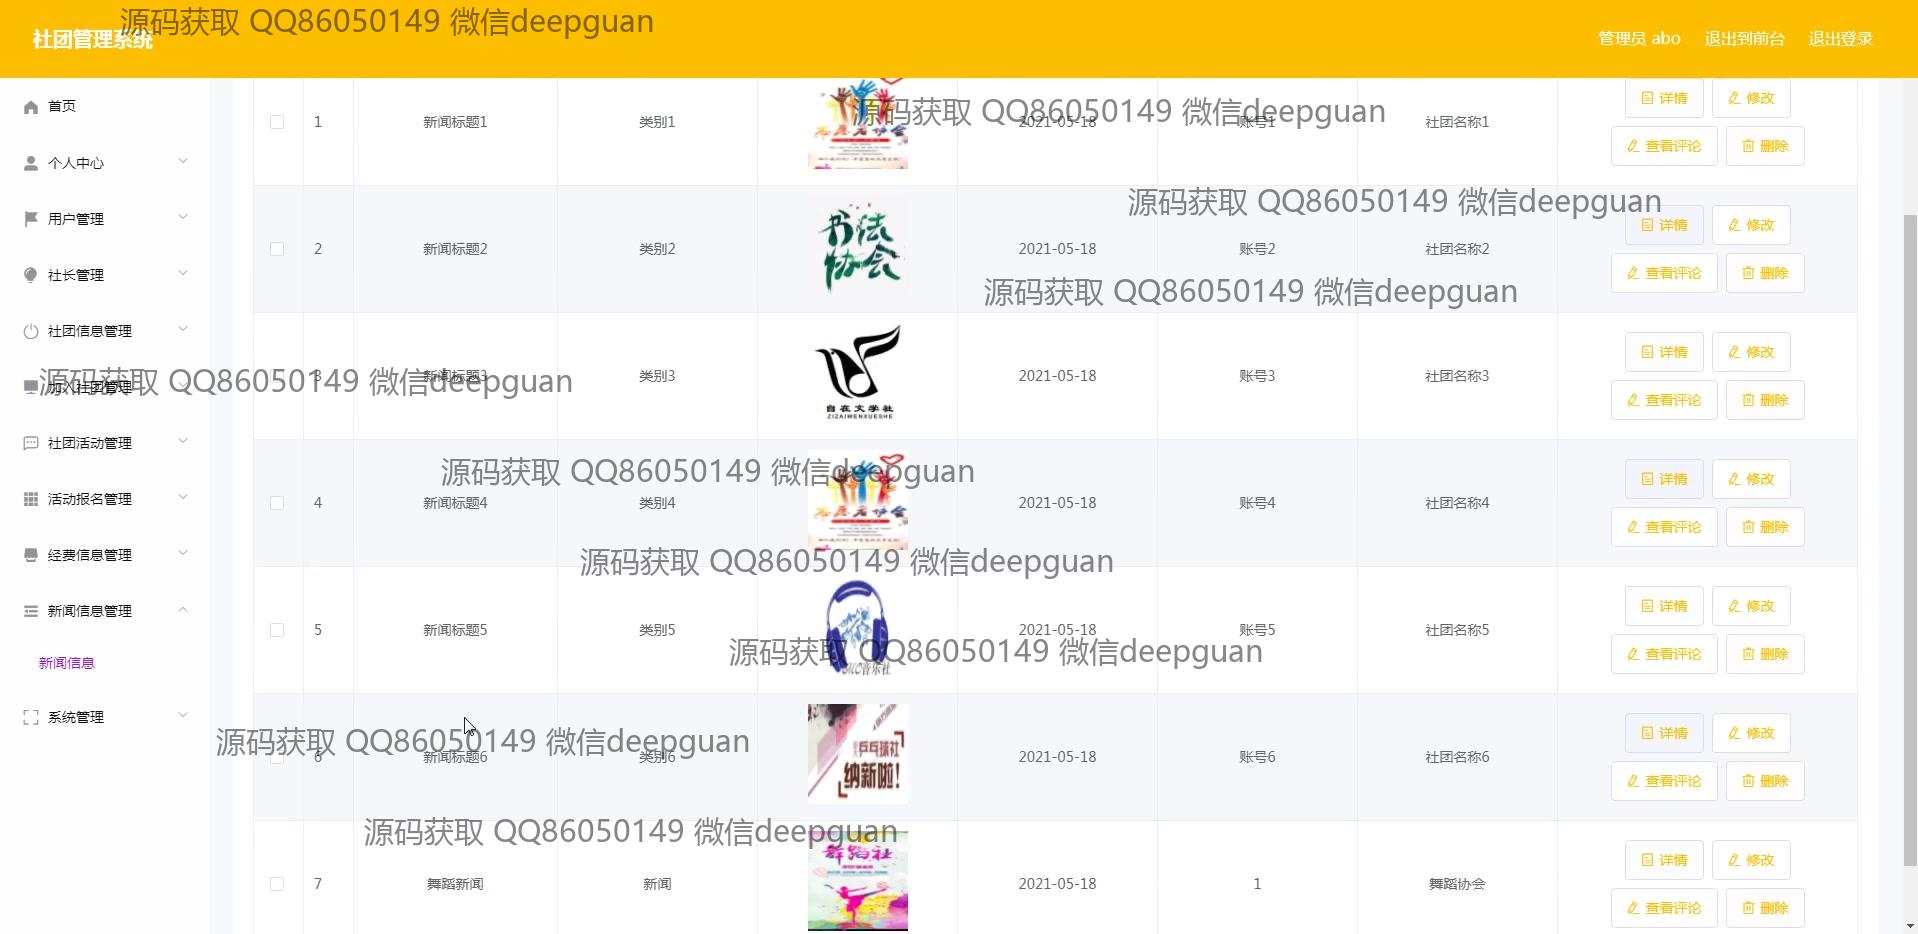 源码获取 QQ86050149 微信deepguan
社团管理系统
管理员 abo 退出到前台 退出登录
首页
个人中心
用户管理
社长管理
社团信息管理
加入社团管理
社团活动管理
活动报名管理
经费信息管理
新闻信息管理
新闻信息
系统管理
源码获取 QQ86050149 微信deepguan
1 新闻标题1 类别1 2021-05-18 账号1 社团名称1
详情 修改
查看评论 删除
源码获取 QQ86050149 微信deepguan
书法
协会
2 新闻标题2 类别2 2021-05-18 账号2 社团名称2
详情 修改
查看评论 删除
源码获取 QQ86050149 微信deepguan
3 新闻标题3 类别3 2021-05-18 账号3 社团名称3
自在文学社
ZIZAIWENXUESHE
详情 修改
查看评论 删除
源码获取 QQ86050149 微信deepguan
源码获取 QQ86050149 微信deepguan
4 新闻标题4 类别4 2021-05-18 账号4 社团名称4
志愿者协会
详情 修改
查看评论 删除
源码获取 QQ86050149 微信deepguan
5 新闻标题5 类别5 2021-05-18 账号5 社团名称5
音乐社
详情 修改
查看评论 删除
源码获取 QQ86050149 微信deepguan
源码获取 QQ86050149 微信deepguan
6 新闻标题6 类别6 2021-05-18 账号6 社团名称6
乒乓球社
纳新啦!
详情 修改
查看评论 删除
源码获取 QQ86050149 微信deepguan
舞蹈社
7 舞蹈新闻 新闻 2021-05-18 1 舞蹈协会
详情 修改
查看评论 删除